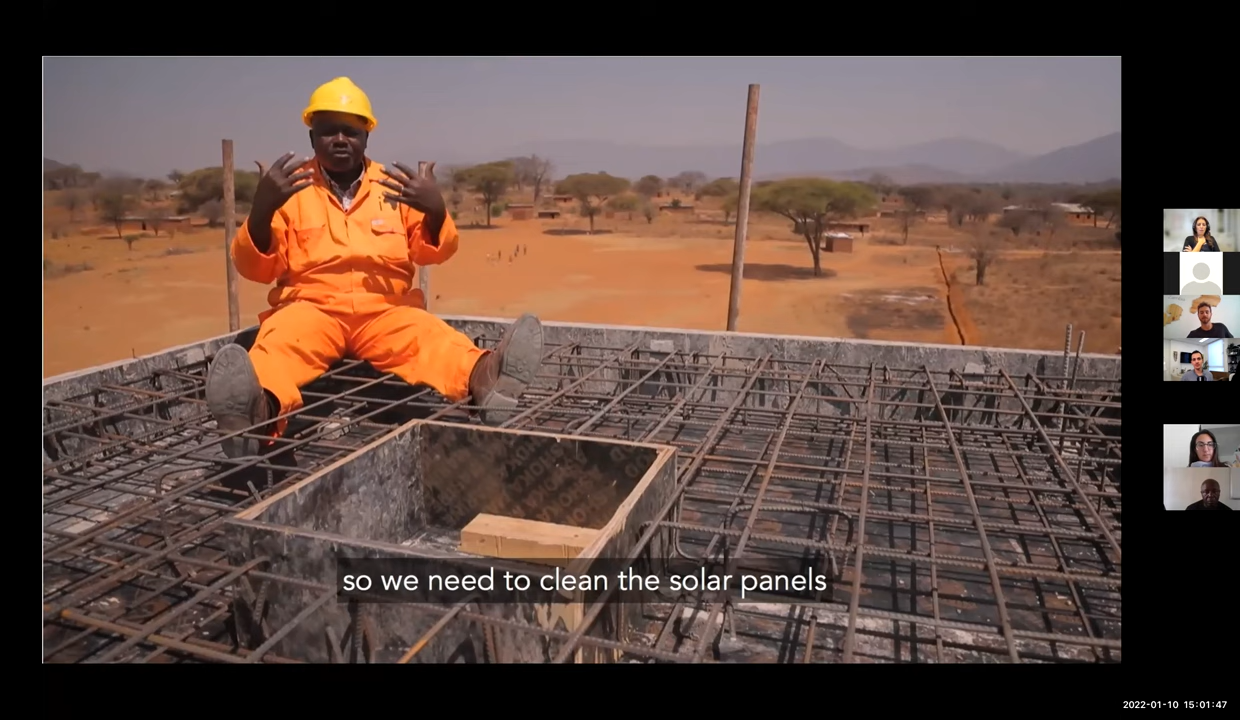 so we need to clean the solar panels
2022-01-10 15:01:47